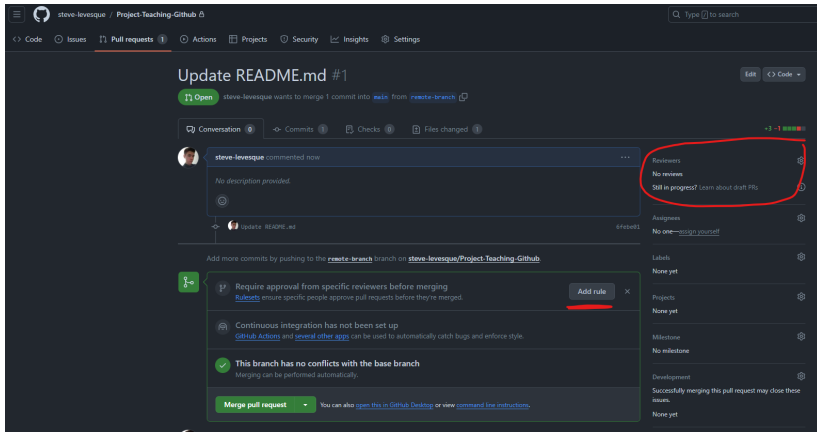 steve-levesque / Project-Teaching-Github
Type / to search
Code Issues Pull requests 1 Actions Projects Security Insights Settings
Update README.md #1
Edit <> Code
Open steve-levesque wants to merge 1 commit into main from remote-branch
Conversation 0 Commits 1 Checks 0 Files changed 1
+3 −1
steve-levesque commented now
No description provided.
Update README.md 6febe01
Add more commits by pushing to the remote-branch branch on steve-levesque/Project-Teaching-Github.
Require approval from specific reviewers before merging
Rulesets ensure specific people approve pull requests before they're merged.
Add rule
Continuous integration has not been set up
GitHub Actions and several other apps can be used to automatically catch bugs and enforce style.
This branch has no conflicts with the base branch
Merging can be performed automatically.
Merge pull request You can also open this in GitHub Desktop or view command line instructions.
Reviewers
No reviews
Still in progress? Learn about draft PRs
Assignees
No one—assign yourself
Labels
None yet
Projects
None yet
Milestone
No milestone
Development
Successfully merging this pull request may close these
issues.
None yet